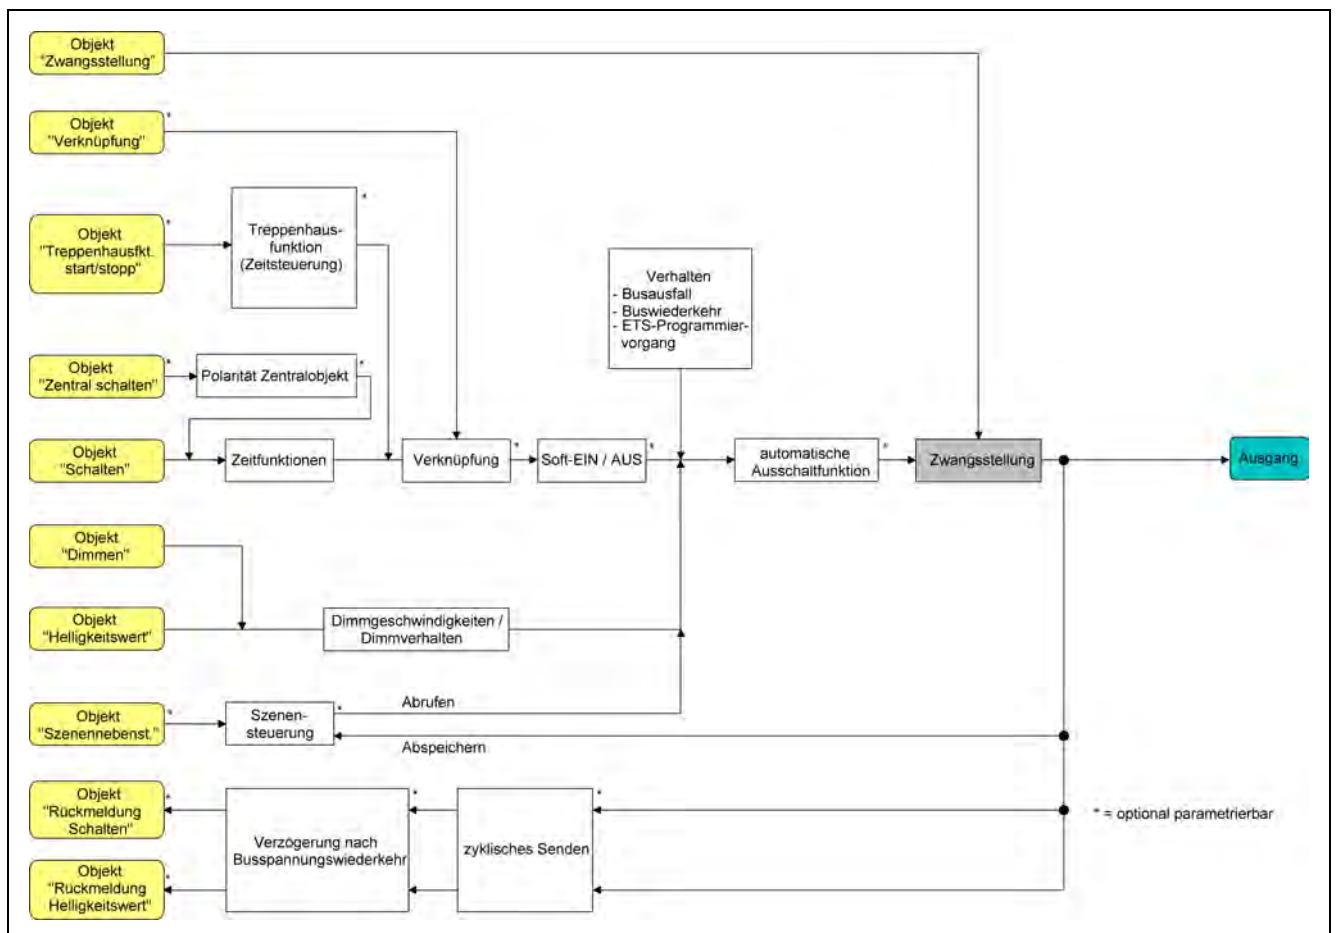 Objekt
"Zwangsstellung"
Objekt
"Verknüpfung"
*
Objekt
"Treppenhausfkt.
start/stopp"
*
Treppenhaus-
funktion
(Zeitsteuerung)
*
Verhalten
- Busausfall
- Buswiederkehr
- ETS-Programmier-
vorgang
Objekt
"Zentral schalten"
*
Polarität Zentralobjekt
*
Objekt
"Schalten"
Zeitfunktionen
Verknüpfung
*
Soft-EIN / AUS
*
automatische
Ausschaltfunktion
*
Zwangsstellung
Ausgang
Objekt
"Dimmen"
Objekt
"Helligkeitswert"
Dimmgeschwindigkeiten /
Dimmverhalten
Objekt
"Szenennebenst."
*
Szenen-
steuerung
*
Abrufen
Abspeichern
Objekt
"Rückmeldung
Schalten"
*
Verzögerung nach
Busspannungswiederkehr
*
zyklisches Senden
*
* = optional parametrierbar
Objekt
"Rückmeldung
Helligkeitswert"
*